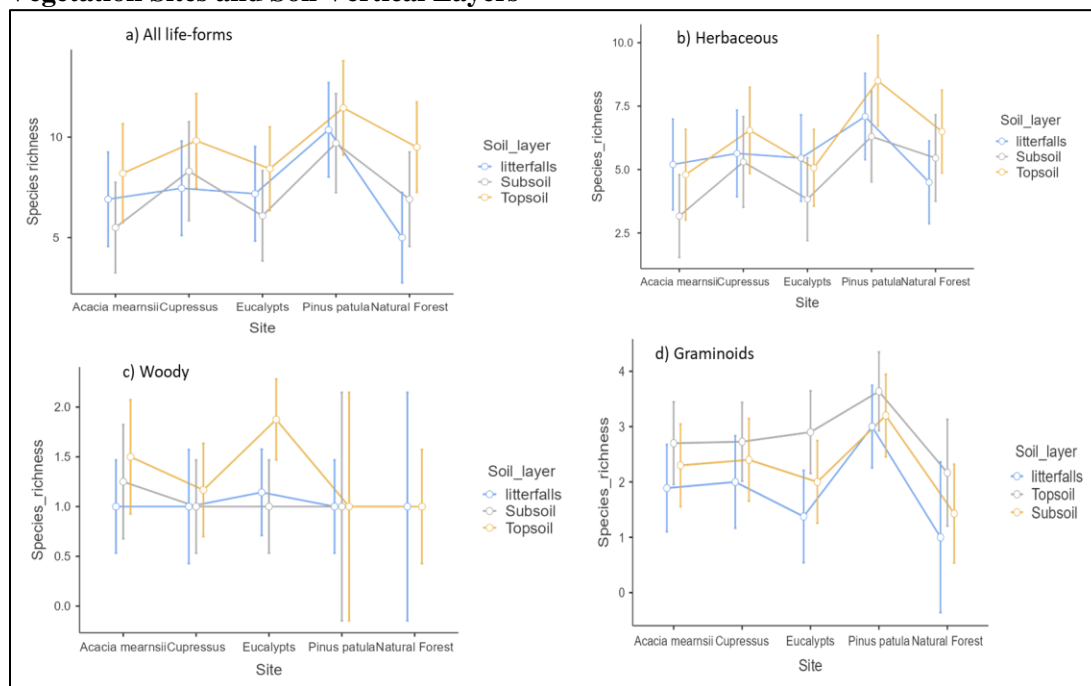 Vegetation Sites and Soil Vertical Layers
a) All life-forms
Species richness
10
5
Acacia mearnsii Cupressus Eucalypts Pinus patula Natural Forest
Site
Soil_layer
litterfalls
Subsoil
Topsoil
b) Herbaceous
Species_richness
10.0
7.5
5.0
2.5
Acacia mearnsii Cupressus Eucalypts Pinus patula Natural Forest
Site
Soil_layer
litterfalls
Subsoil
Topsoil
c) Woody
Species_richness
2.0
1.5
1.0
0.5
0.0
Acacia mearnsii Cupressus Eucalypts Pinus patula Natural Forest
Site
Soil_layer
litterfalls
Subsoil
Topsoil
d) Graminoids
Species_richness
4
3
2
1
0
Acacia mearnsii Cupressus Eucalypts Pinus patula Natural Forest
Site
Soil_layer
litterfalls
Topsoil
Subsoil